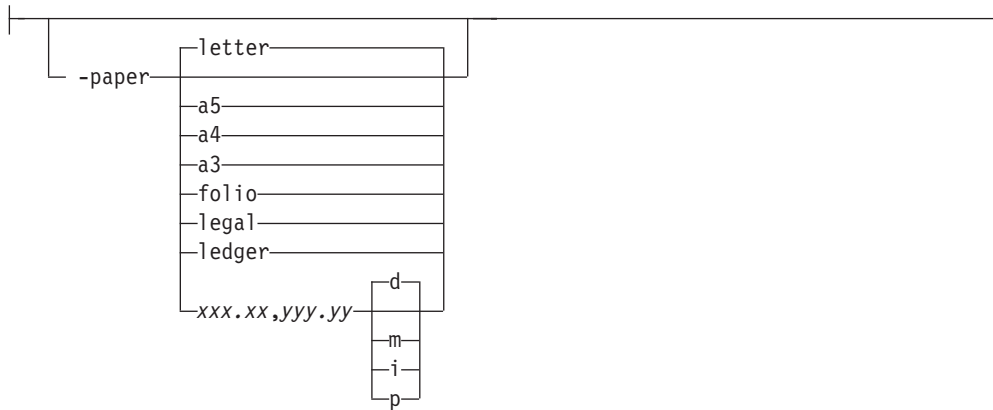 letter
-paper
a5
a4
a3
folio
legal
ledger
d
xxx.xx,yyy.yy
m
i
p